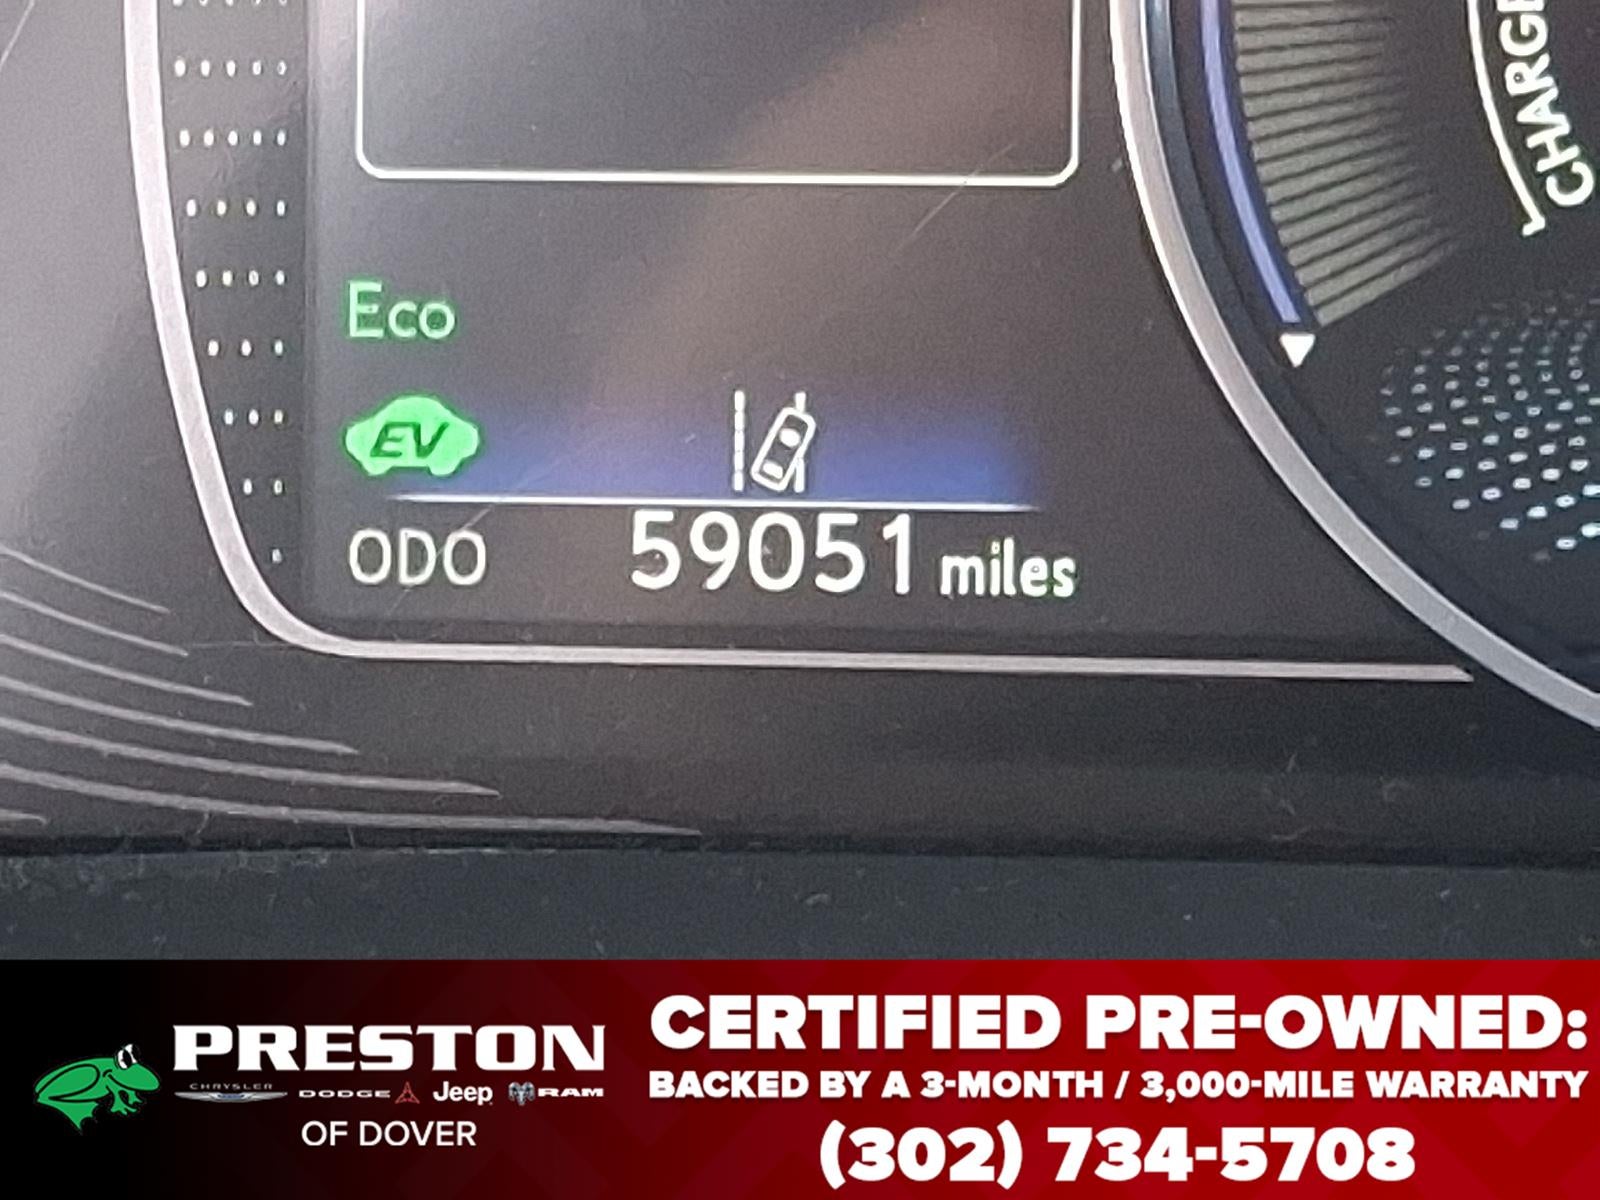 CHARGE
Eco
EV
ODO 59051 miles
PRESTON
CHRYSLER DODGE Jeep RAM
OF DOVER
CERTIFIED PRE-OWNED:
BACKED BY A 3-MONTH / 3,000-MILE WARRANTY
(302) 734-5708